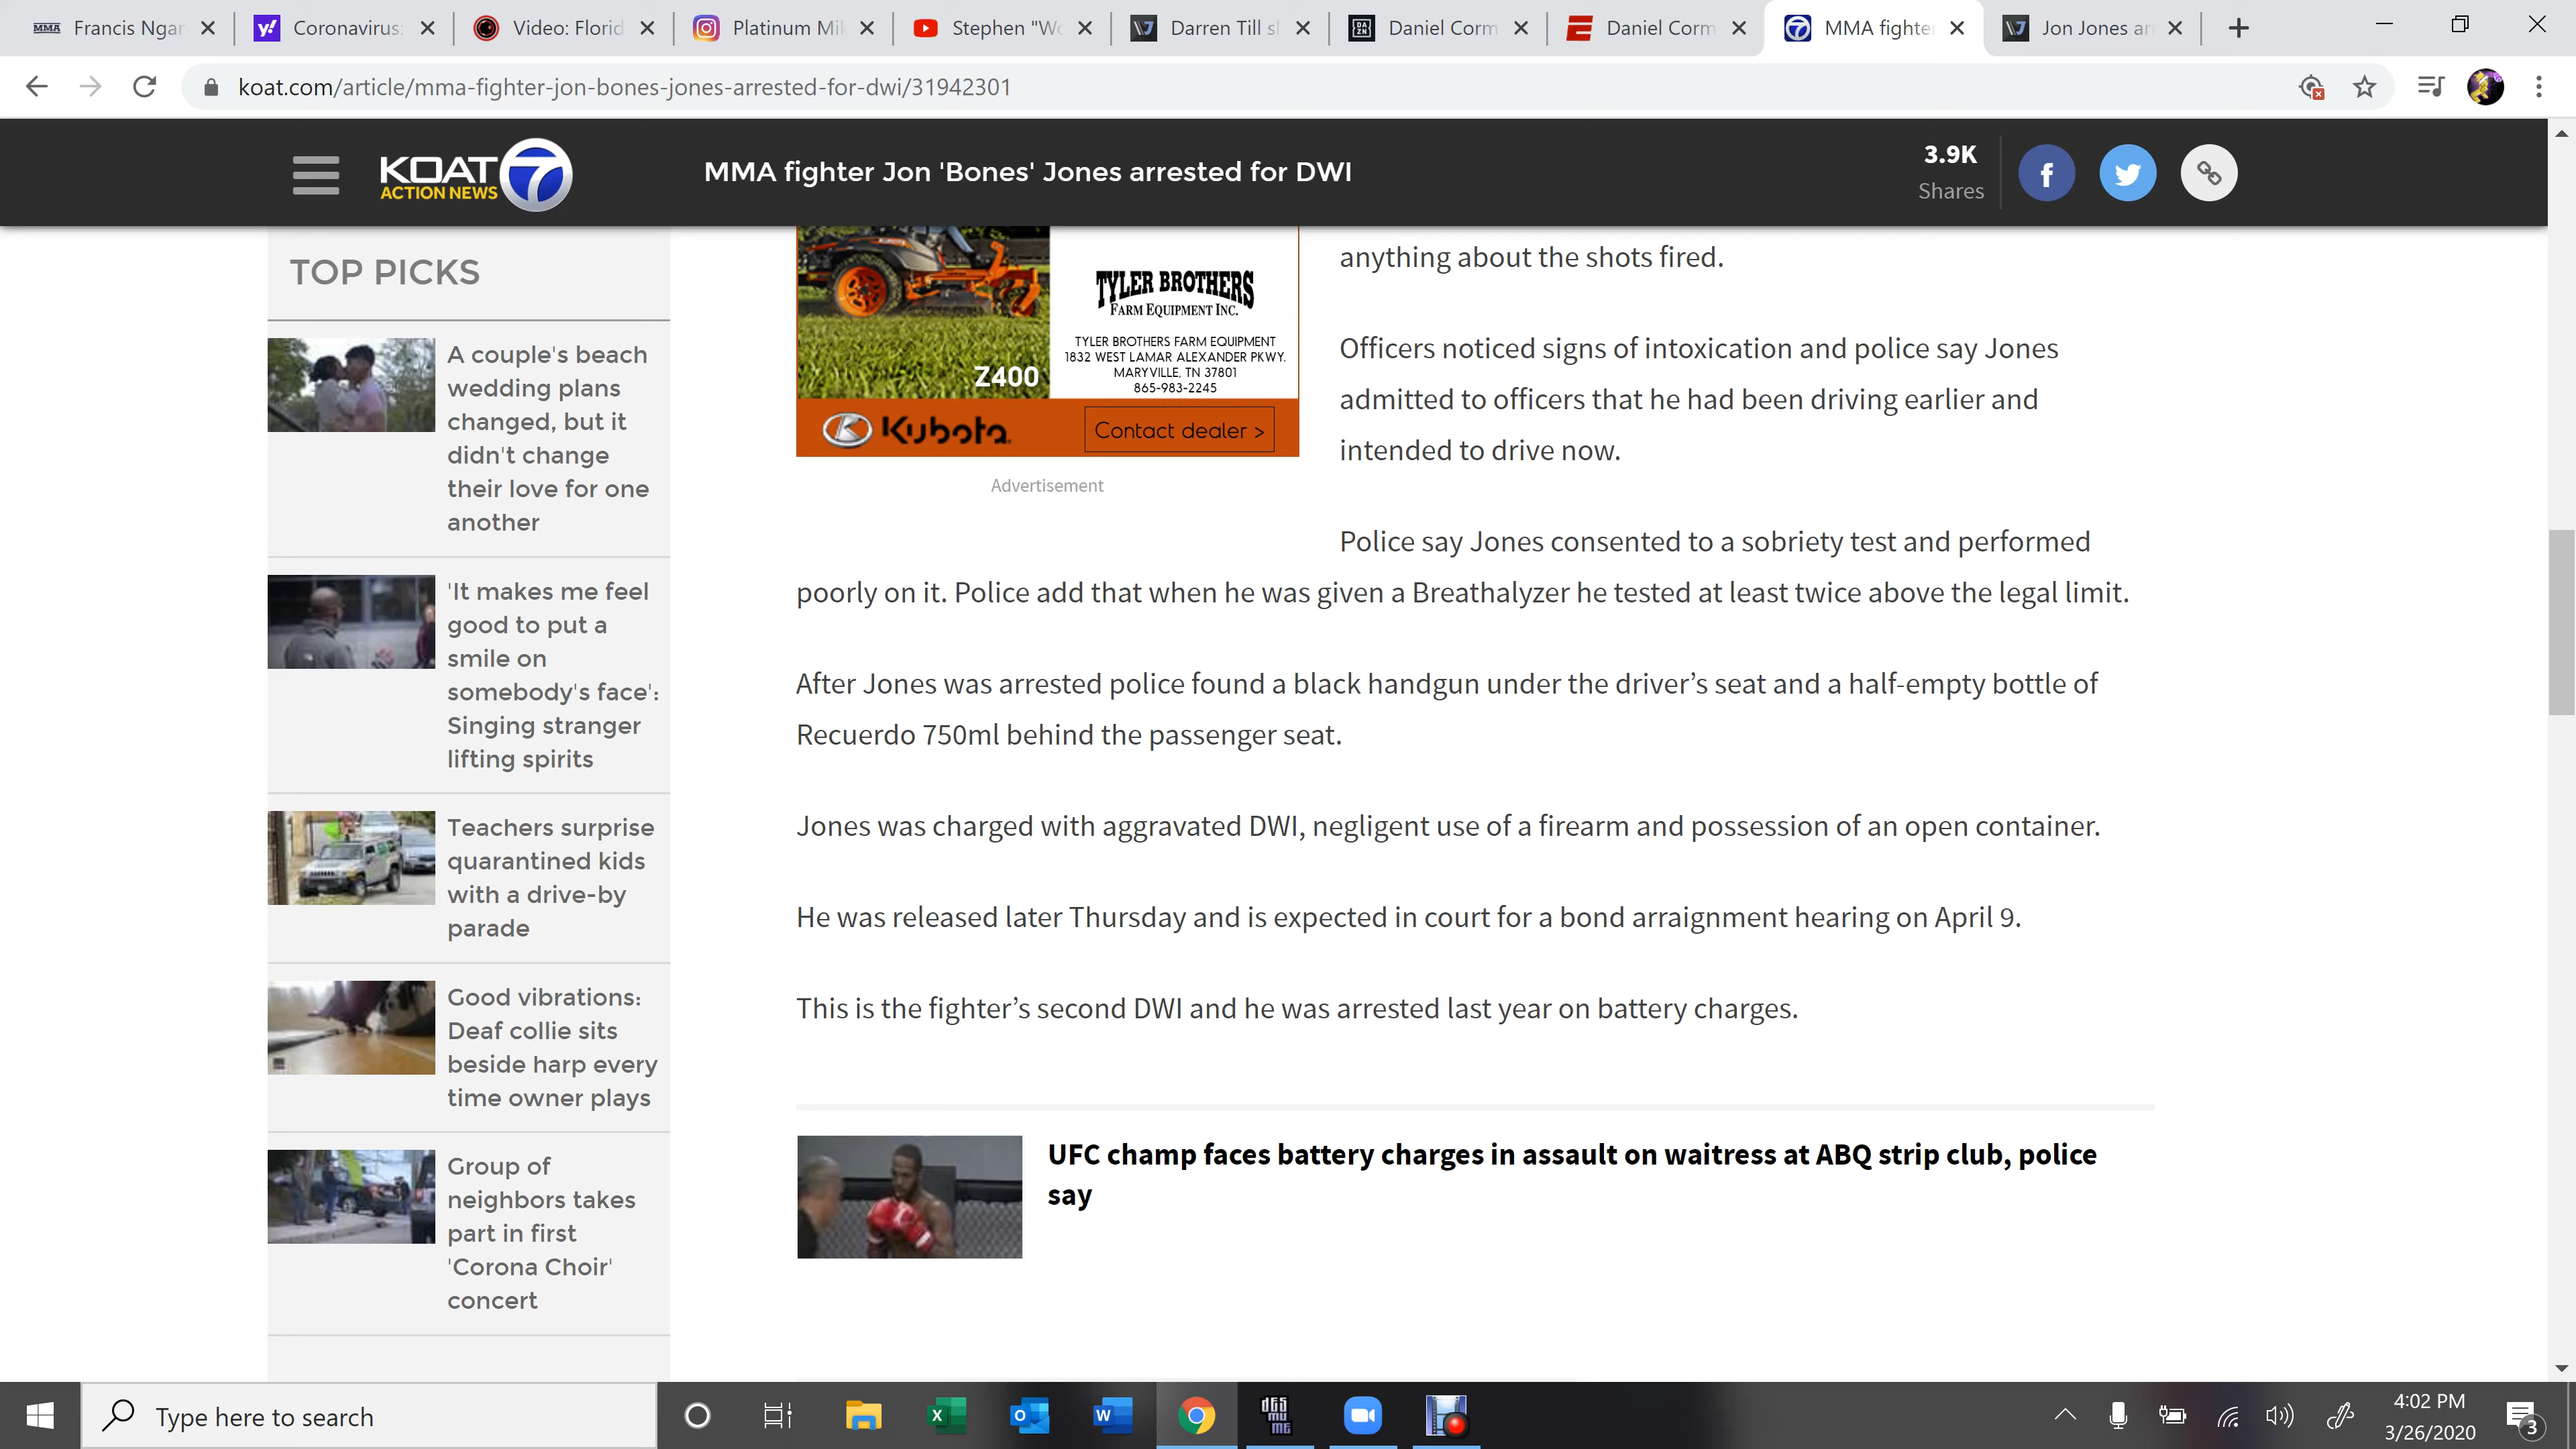 MMA Francis Ngar
Coronavirus:
Video: Florid
Platinum Mik
Stephen "Wo
Darren Till sl
DAZN Daniel Corm
Daniel Corm
MMA fighter
Jon Jones ar
koat.com/article/mma-fighter-jon-bones-jones-arrested-for-dwi/31942301
KOAT 7
ACTION NEWS
MMA fighter Jon 'Bones' Jones arrested for DWI
3.9K
Shares
TOP PICKS
A couple's beach
wedding plans
changed, but it
didn't change
their love for one
another
'It makes me feel
good to put a
smile on
somebody's face':
Singing stranger
lifting spirits
Teachers surprise
quarantined kids
with a drive-by
parade
Good vibrations:
Deaf collie sits
beside harp every
time owner plays
Group of
neighbors takes
part in first
'Corona Choir'
concert
Z400
TYLER BROTHERS
FARM EQUIPMENT INC.
TYLER BROTHERS FARM EQUIPMENT
1832 WEST LAMAR ALEXANDER PKWY.
MARYVILLE, TN 37801
865-983-2245
Kubota
Contact dealer >
Advertisement
anything about the shots fired.
Officers noticed signs of intoxication and police say Jones
admitted to officers that he had been driving earlier and
intended to drive now.
Police say Jones consented to a sobriety test and performed
poorly on it. Police add that when he was given a Breathalyzer he tested at least twice above the legal limit.
After Jones was arrested police found a black handgun under the driver’s seat and a half-empty bottle of
Recuerdo 750ml behind the passenger seat.
Jones was charged with aggravated DWI, negligent use of a firearm and possession of an open container.
He was released later Thursday and is expected in court for a bond arraignment hearing on April 9.
This is the fighter’s second DWI and he was arrested last year on battery charges.
UFC champ faces battery charges in assault on waitress at ABQ strip club, police
say
Type here to search
4:02 PM
3/26/2020
3